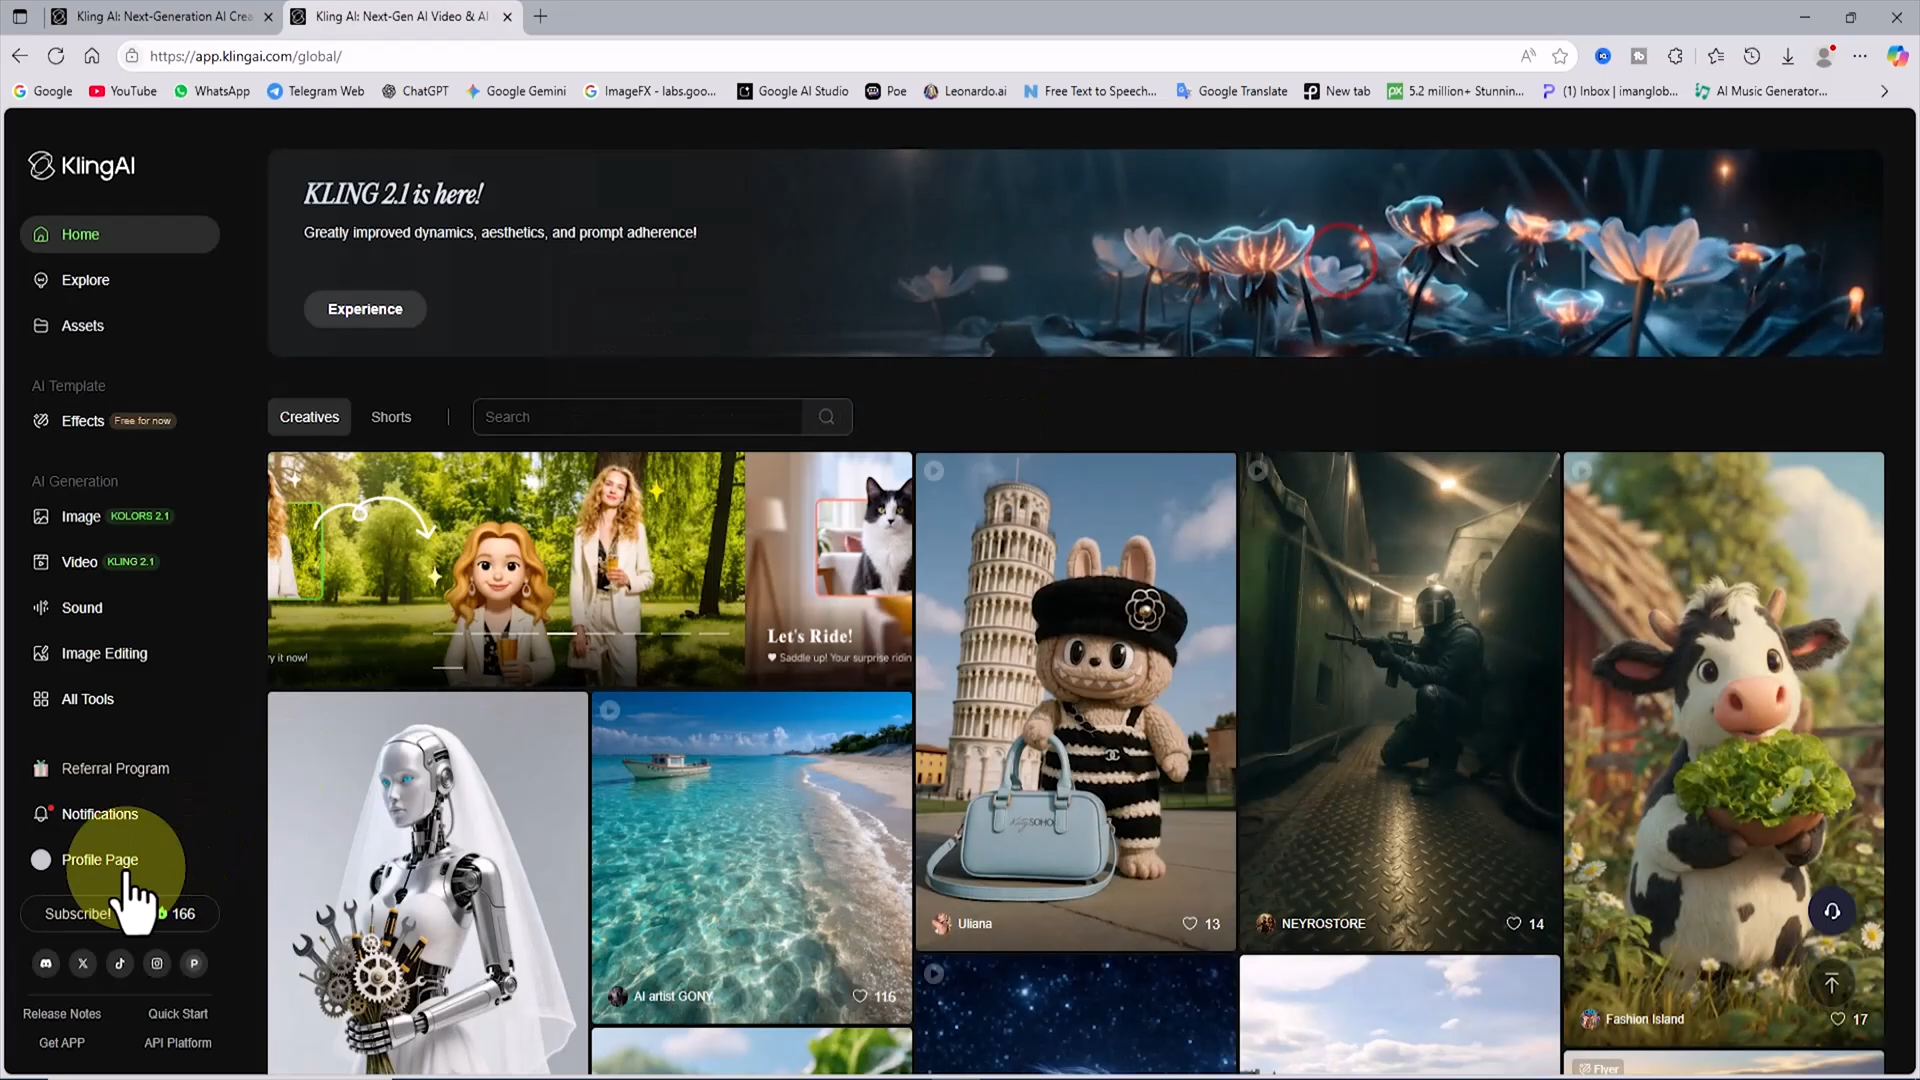 Kling AI: Next-Generation AI Crea
Kling AI: Next-Gen AI Video & AI
https://app.klingai.com/global/
Google
YouTube
WhatsApp
Telegram Web
ChatGPT
Google Gemini
ImageFX - labs.goo...
Google AI Studio
Poe
Leonardo.ai
Free Text to Speech...
Google Translate
New tab
5.2 million+ Stunnin...
(1) Inbox | imanglob...
AI Music Generator...
KlingAI
Home
Explore
Assets
AI Template
Effects Free for now
AI Generation
Image KOLORS 2.1
Video KLING 2.1
Sound
Image Editing
All Tools
Referral Program
Notifications
Profile Page
Subscribe! 166
Release Notes Quick Start
Get APP API Platform
KLING 2.1 is here!
Greatly improved dynamics, aesthetics, and prompt adherence!
Experience
Creatives Shorts Search
ry it now!
Let's Ride!
Saddle up! Your surprise ridin
AI artist GONY 116
SOHO
Uliana 13
NEYROSTORE 14
Fashion Island 17
Flyer